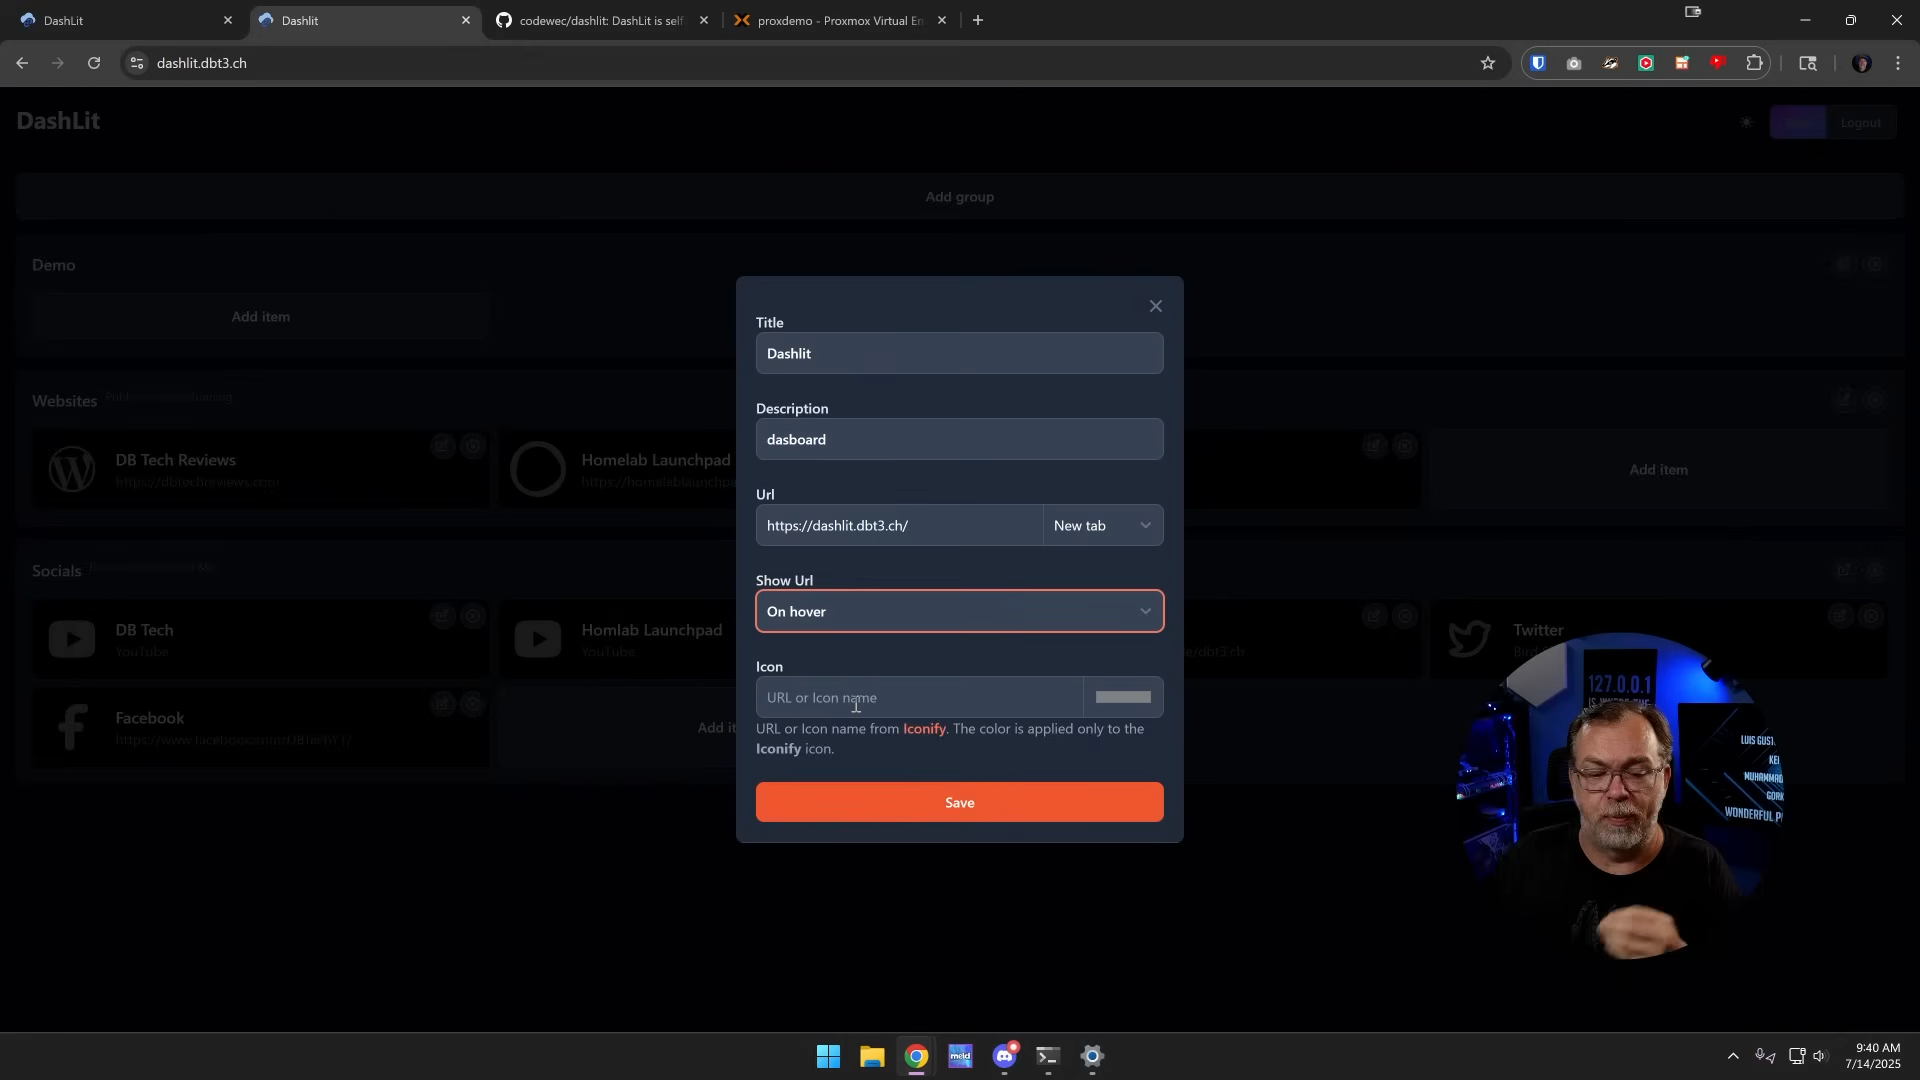 DashLit
Dashlit
codewec/dashlit: DashLit is self
proxdemo - Proxmox Virtual En
dashlit.dbt3.ch
DashLit
Logout
Add group
Demo
Add item
Websites
DB Tech Reviews
https://dbtechreviews.com
Homelab Launchpad
https://homelablaunchpa
Add item
Socials
DB Tech
YouTube
Homlab Launchpad
YouTube
Twitter
Facebook
Add it
Title
Dashlit
Description
dasboard
Url
https://dashlit.dbt3.ch/
New tab
Show Url
On hover
Icon
URL or Icon name
URL or Icon name from Iconify. The color is applied only to the
Iconify icon.
Save
127.0.0.1
IS WHERE THE
LUIS GUST
KEI
MUHAMMAD
GORK
WONDERFUL P
meld
9:40 AM
7/14/2025